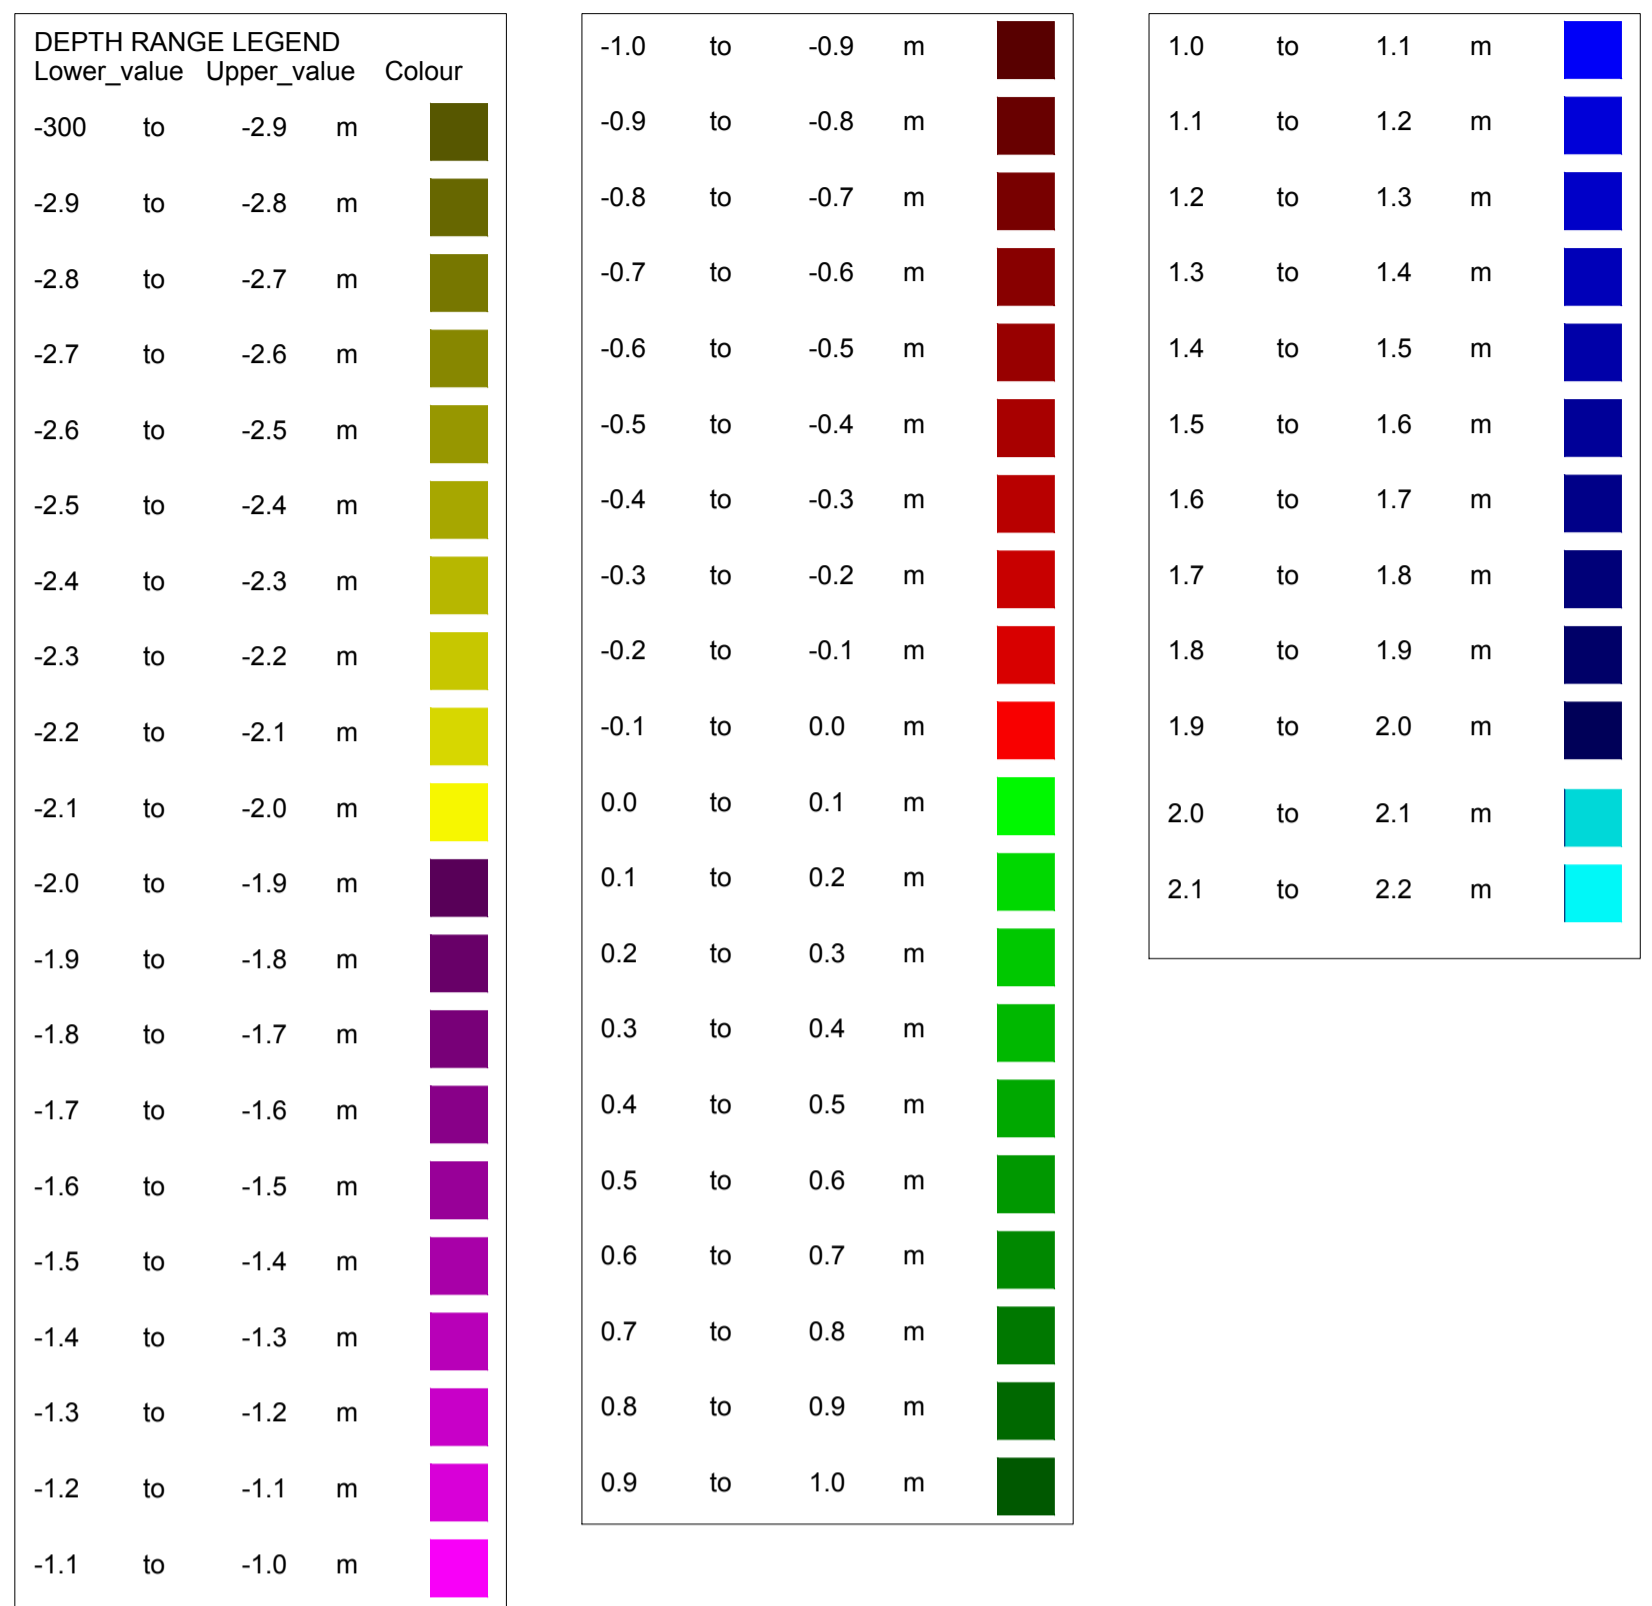 DEPTH RANGE LEGEND
Lower_value Upper_value Colour
-300 to -2.9 m
-2.9 to -2.8 m
-2.8 to -2.7 m
-2.7 to -2.6 m
-2.6 to -2.5 m
-2.5 to -2.4 m
-2.4 to -2.3 m
-2.3 to -2.2 m
-2.2 to -2.1 m
-2.1 to -2.0 m
-2.0 to -1.9 m
-1.9 to -1.8 m
-1.8 to -1.7 m
-1.7 to -1.6 m
-1.6 to -1.5 m
-1.5 to -1.4 m
-1.4 to -1.3 m
-1.3 to -1.2 m
-1.2 to -1.1 m
-1.1 to -1.0 m
-1.0 to -0.9 m
-0.9 to -0.8 m
-0.8 to -0.7 m
-0.7 to -0.6 m
-0.6 to -0.5 m
-0.5 to -0.4 m
-0.4 to -0.3 m
-0.3 to -0.2 m
-0.2 to -0.1 m
-0.1 to 0.0 m
0.0 to 0.1 m
0.1 to 0.2 m
0.2 to 0.3 m
0.3 to 0.4 m
0.4 to 0.5 m
0.5 to 0.6 m
0.6 to 0.7 m
0.7 to 0.8 m
0.8 to 0.9 m
0.9 to 1.0 m
1.0 to 1.1 m
1.1 to 1.2 m
1.2 to 1.3 m
1.3 to 1.4 m
1.4 to 1.5 m
1.5 to 1.6 m
1.6 to 1.7 m
1.7 to 1.8 m
1.8 to 1.9 m
1.9 to 2.0 m
2.0 to 2.1 m
2.1 to 2.2 m